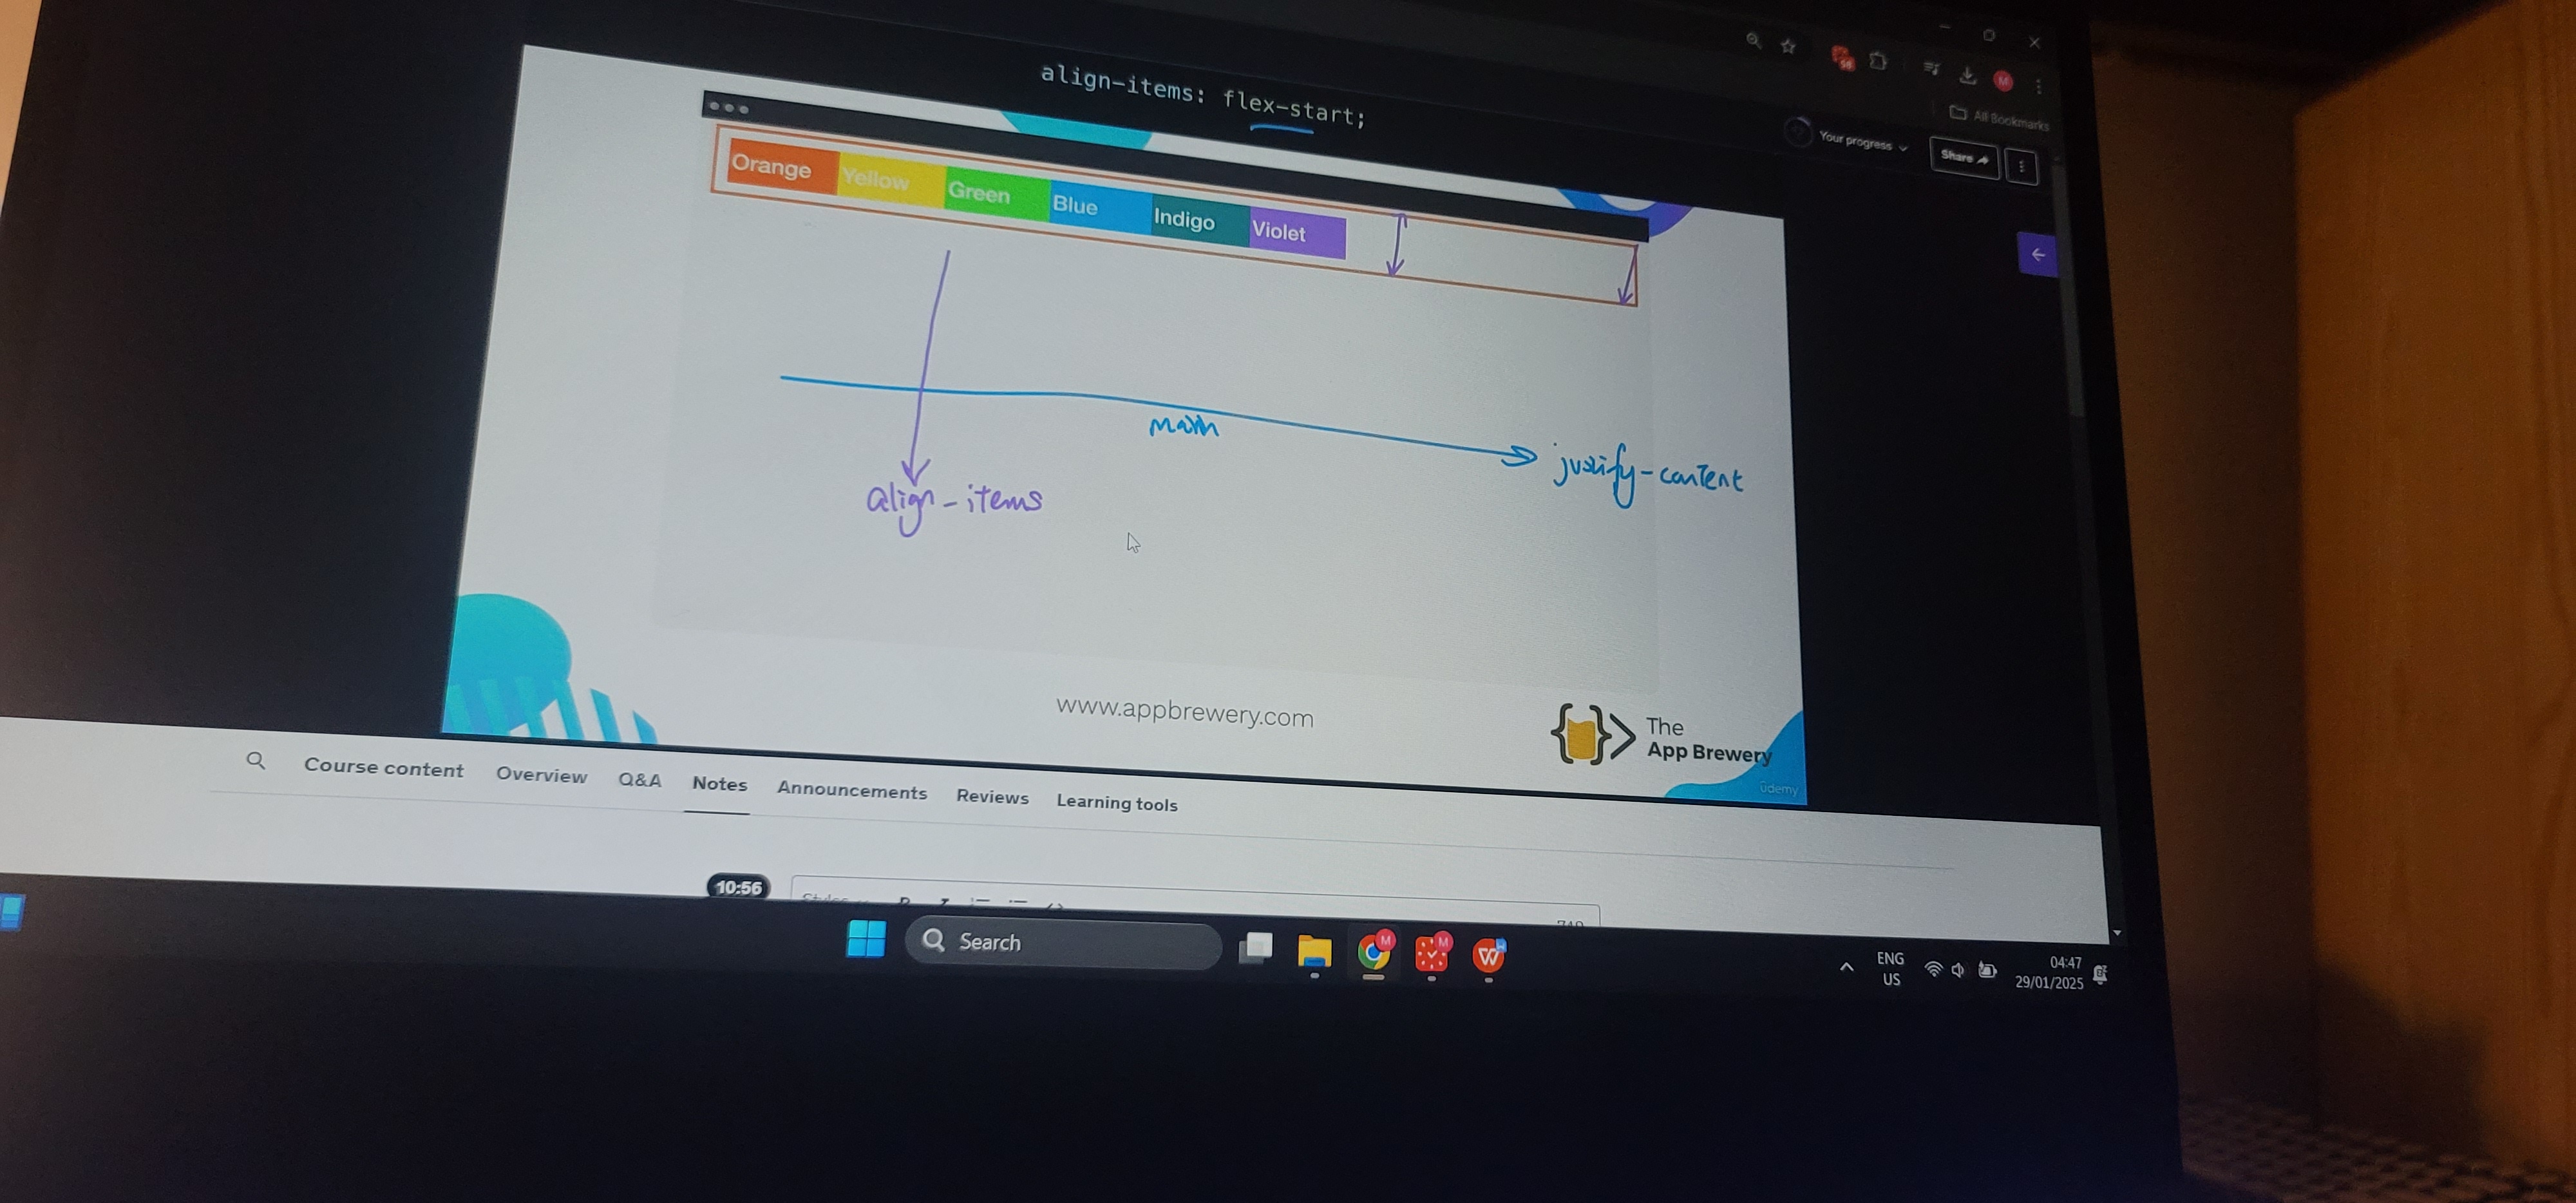 align-items: flex-start;
All Bookmarks
Your progress
Share
Orange Yellow Green Blue Indigo Violet
main
justify-content
align-items
www.appbrewery.com
The
App Brewery
udemy
Course content Overview Q&A Notes Announcements Reviews Learning tools
10:56
Search
ENG
US
04:47
29/01/2025